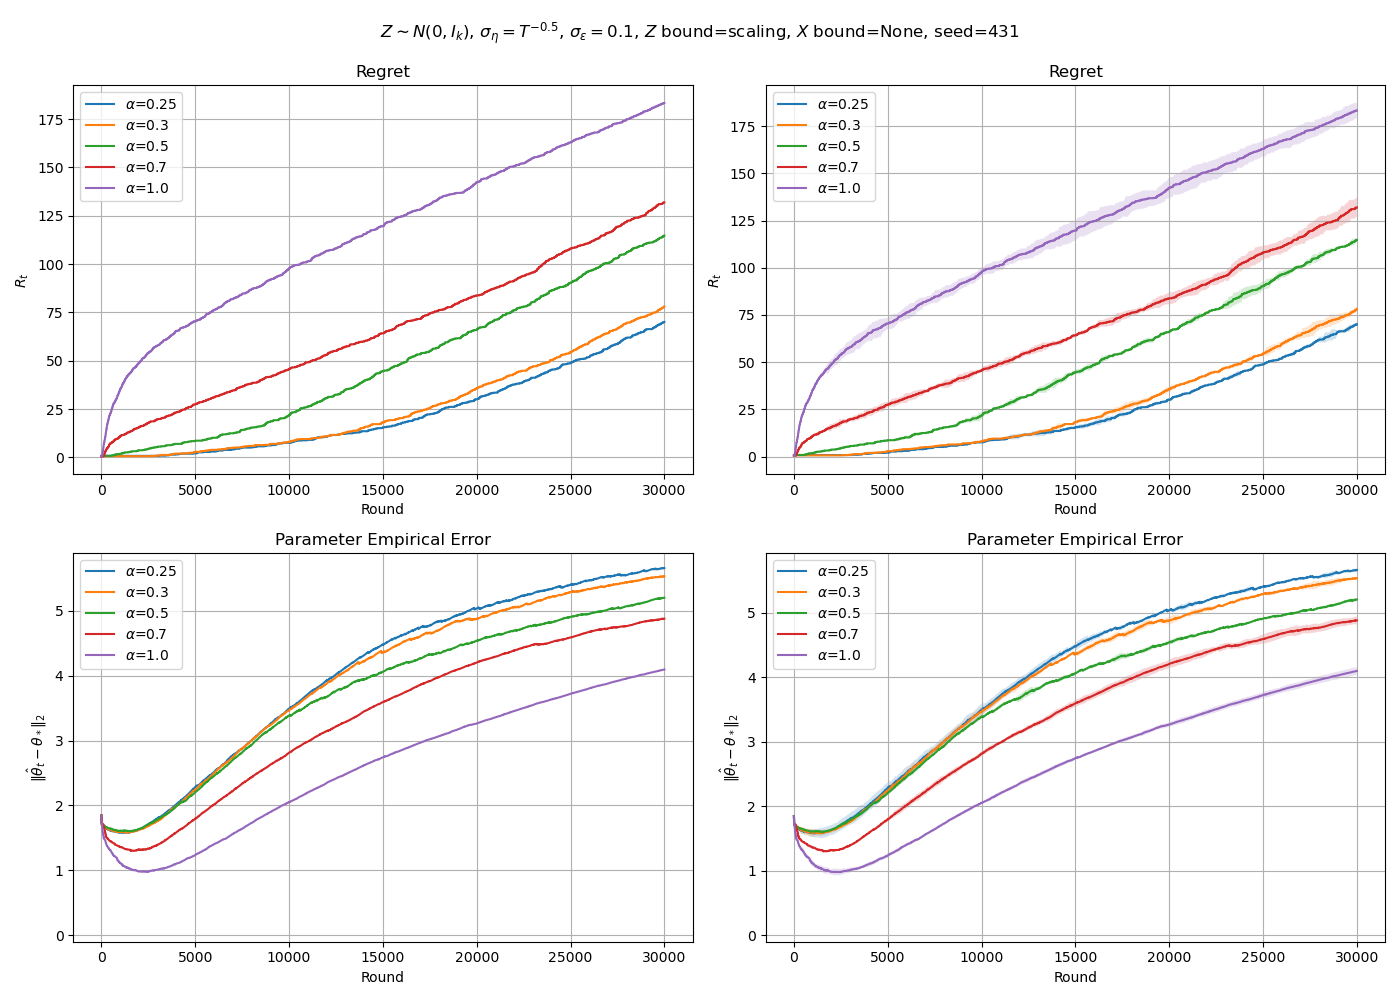 Z ∼ N(0, I_k), σ_η = T^{−0.5}, σ_ε = 0.1, Z bound=scaling, X bound=None, seed=431
Regret
α=0.25
α=0.3
α=0.5
α=0.7
α=1.0
R_t
175
150
125
100
75
50
25
0
0 5000 10000 15000 20000 25000 30000
Round
Regret
α=0.25
α=0.3
α=0.5
α=0.7
α=1.0
R_t
175
150
125
100
75
50
25
0
0 5000 10000 15000 20000 25000 30000
Round
Parameter Empirical Error
α=0.25
α=0.3
α=0.5
α=0.7
α=1.0
‖θ̂_t − θ_*‖_2
5
4
3
2
1
0
0 5000 10000 15000 20000 25000 30000
Round
Parameter Empirical Error
α=0.25
α=0.3
α=0.5
α=0.7
α=1.0
‖θ̂_t − θ_*‖_2
5
4
3
2
1
0
0 5000 10000 15000 20000 25000 30000
Round